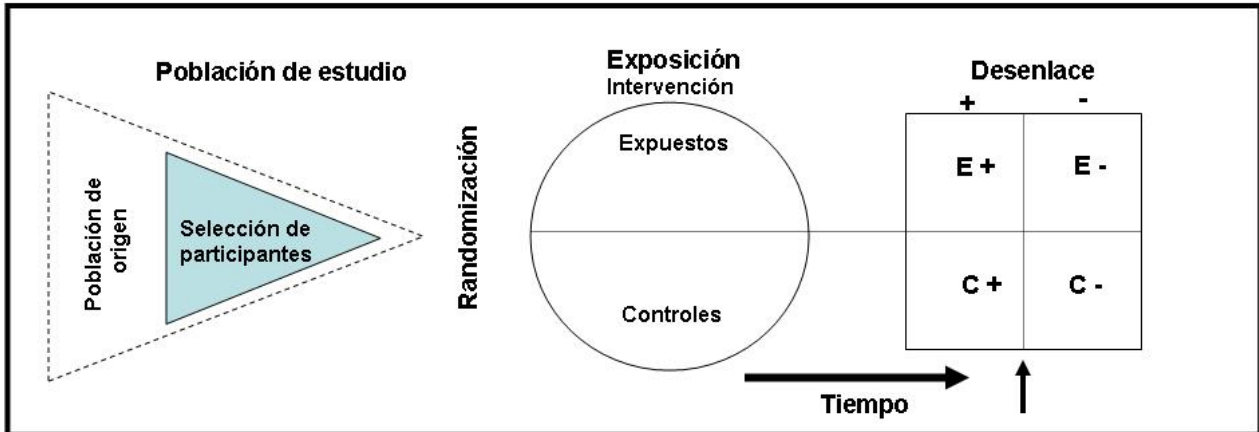 Población de estudio
Población de
origen
Selección de
participantes
Randomización
Exposición
Intervención
Expuestos
Controles
Desenlace
+ -
E + E -
C + C -
Tiempo